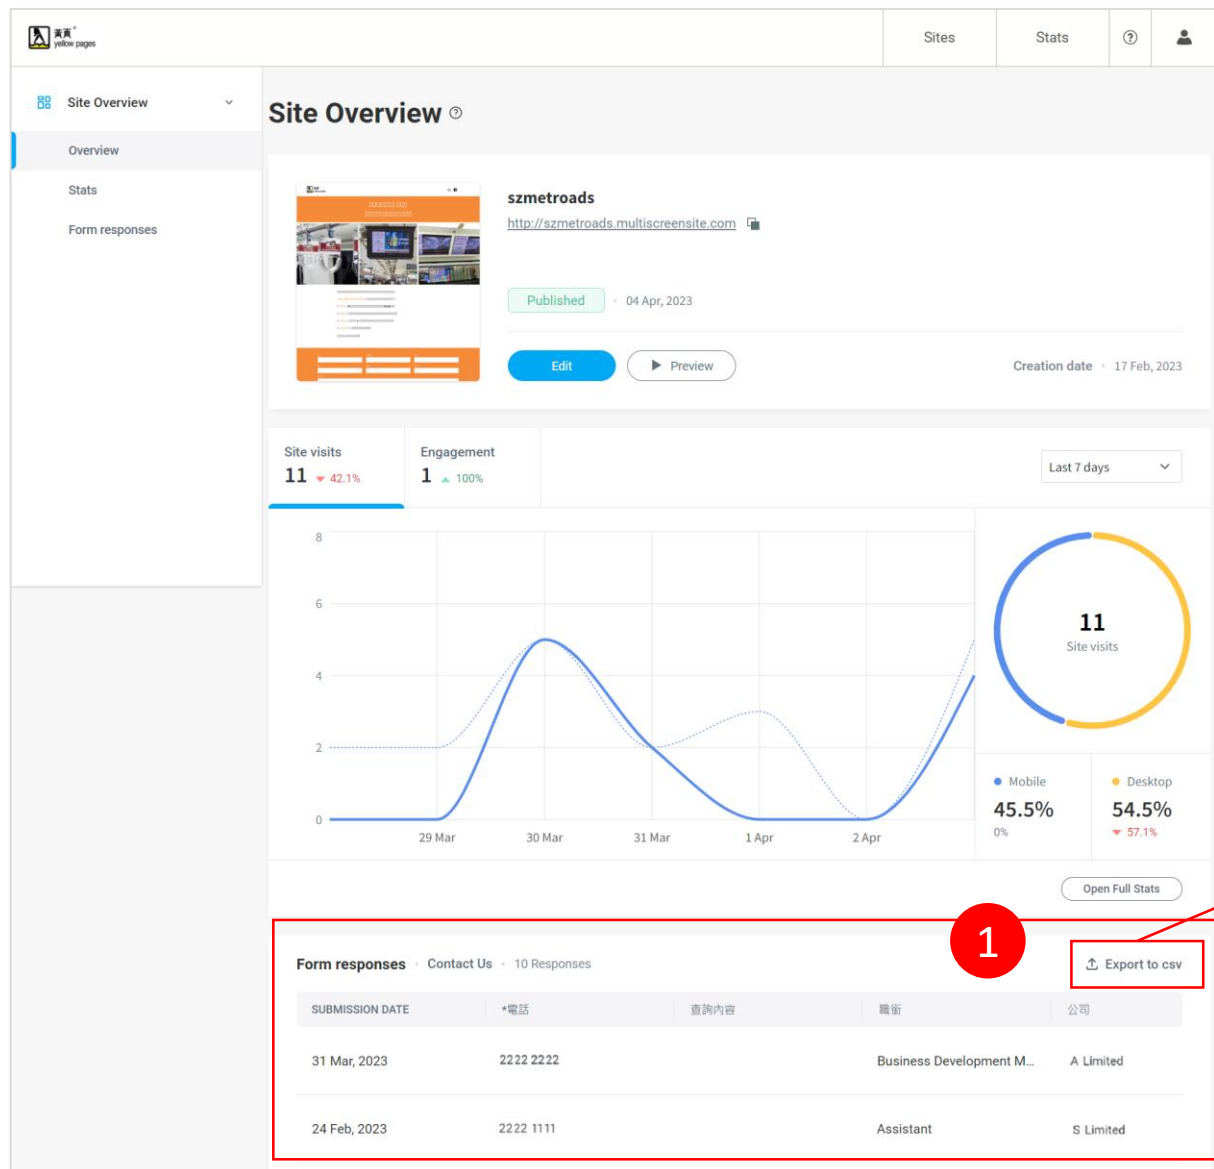 黃頁
yellow pages
Sites
Stats
?
Site Overview
Overview
Stats
Form responses
Site Overview ?
szmetroads
http://szmetroads.multiscreensite.com
Published · 04 Apr, 2023
Edit
Preview
Creation date · 17 Feb, 2023
Site visits
11 ▼ 42.1%
Engagement
1 ▲ 100%
Last 7 days
8
6
4
2
0
29 Mar
30 Mar
31 Mar
1 Apr
2 Apr
11
Site visits
Mobile
45.5%
0%
Desktop
54.5%
▼ 57.1%
Open Full Stats
1
Form responses · Contact Us · 10 Responses
Export to csv
SUBMISSION DATE
*電話
查詢內容
職銜
公司
31 Mar, 2023
2222 2222
Business Development M...
A Limited
24 Feb, 2023
2222 1111
Assistant
S Limited